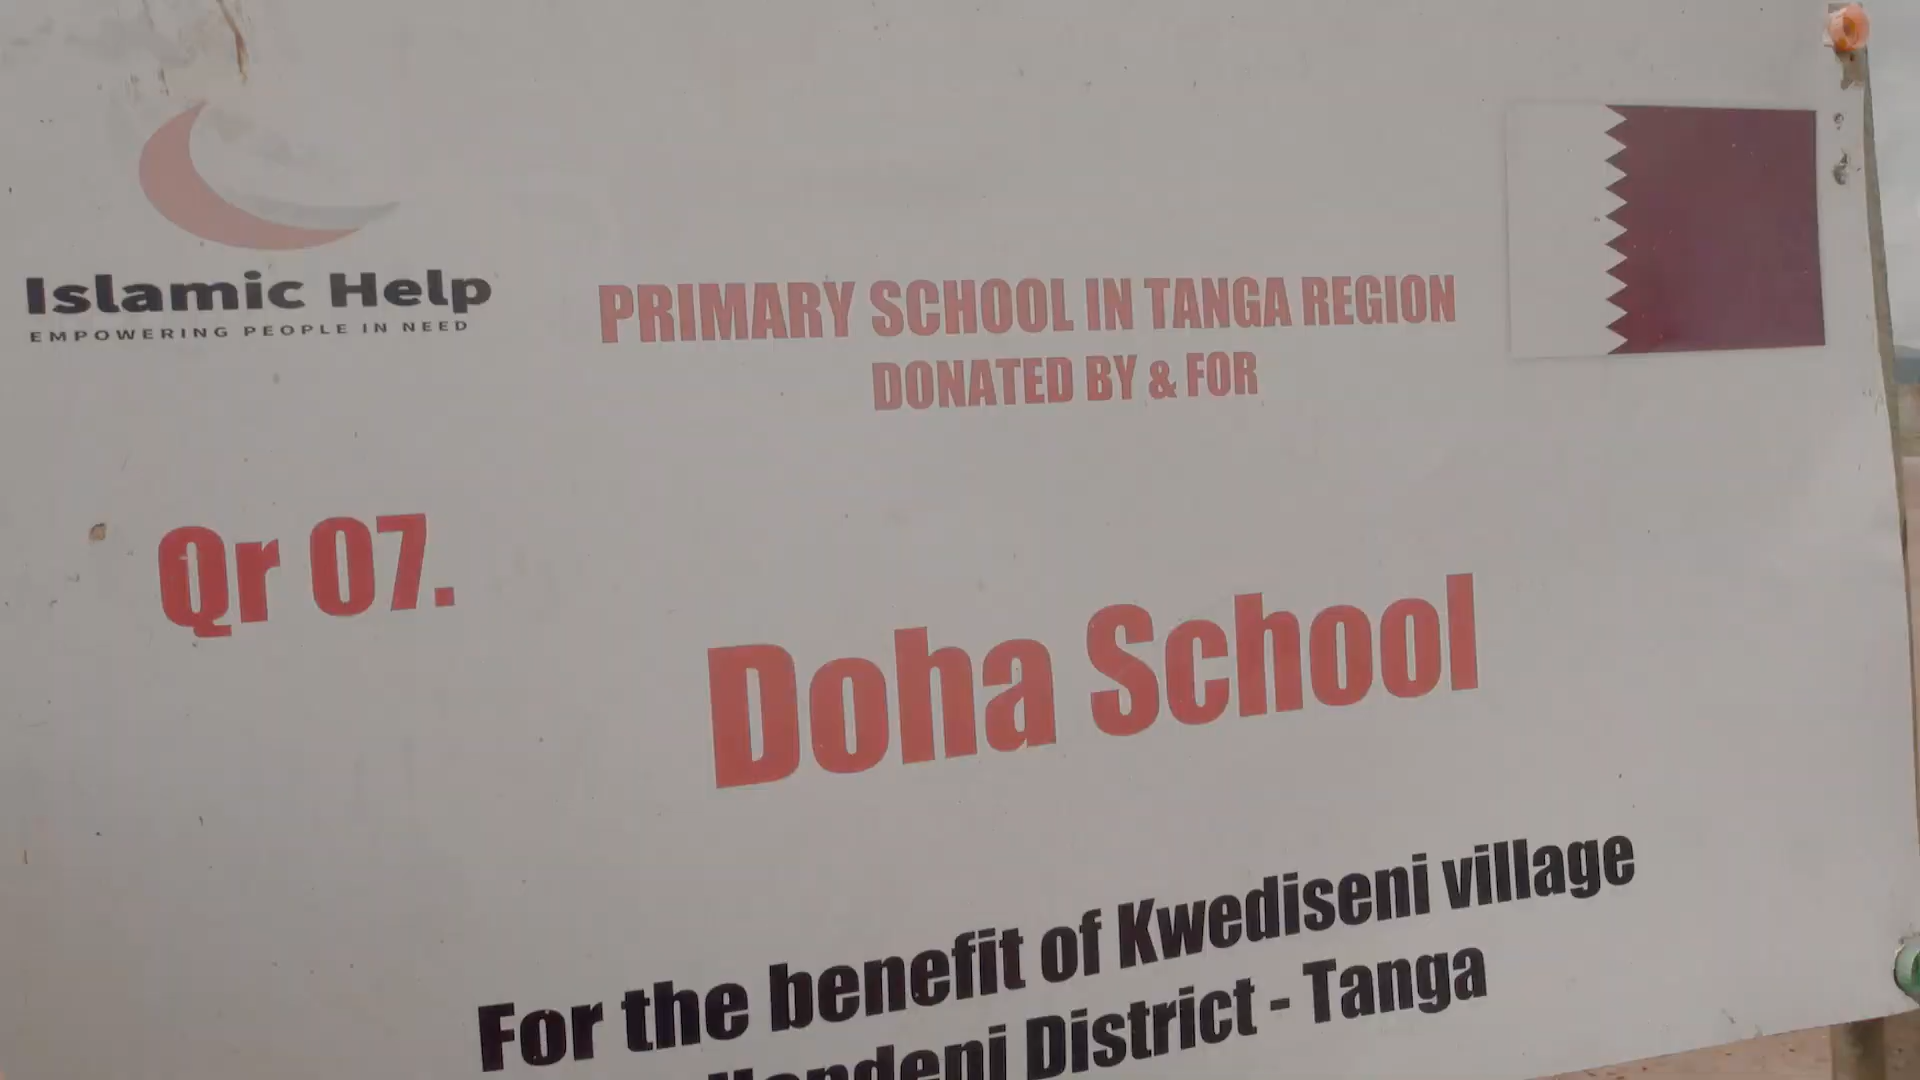 Islamic Help
EMPOWERING PEOPLE IN NEED
PRIMARY SCHOOL IN TANGA REGION
DONATED BY & FOR
Qr 07.
Doha School
For the benefit of Kwediseni village
Handeni District - Tanga